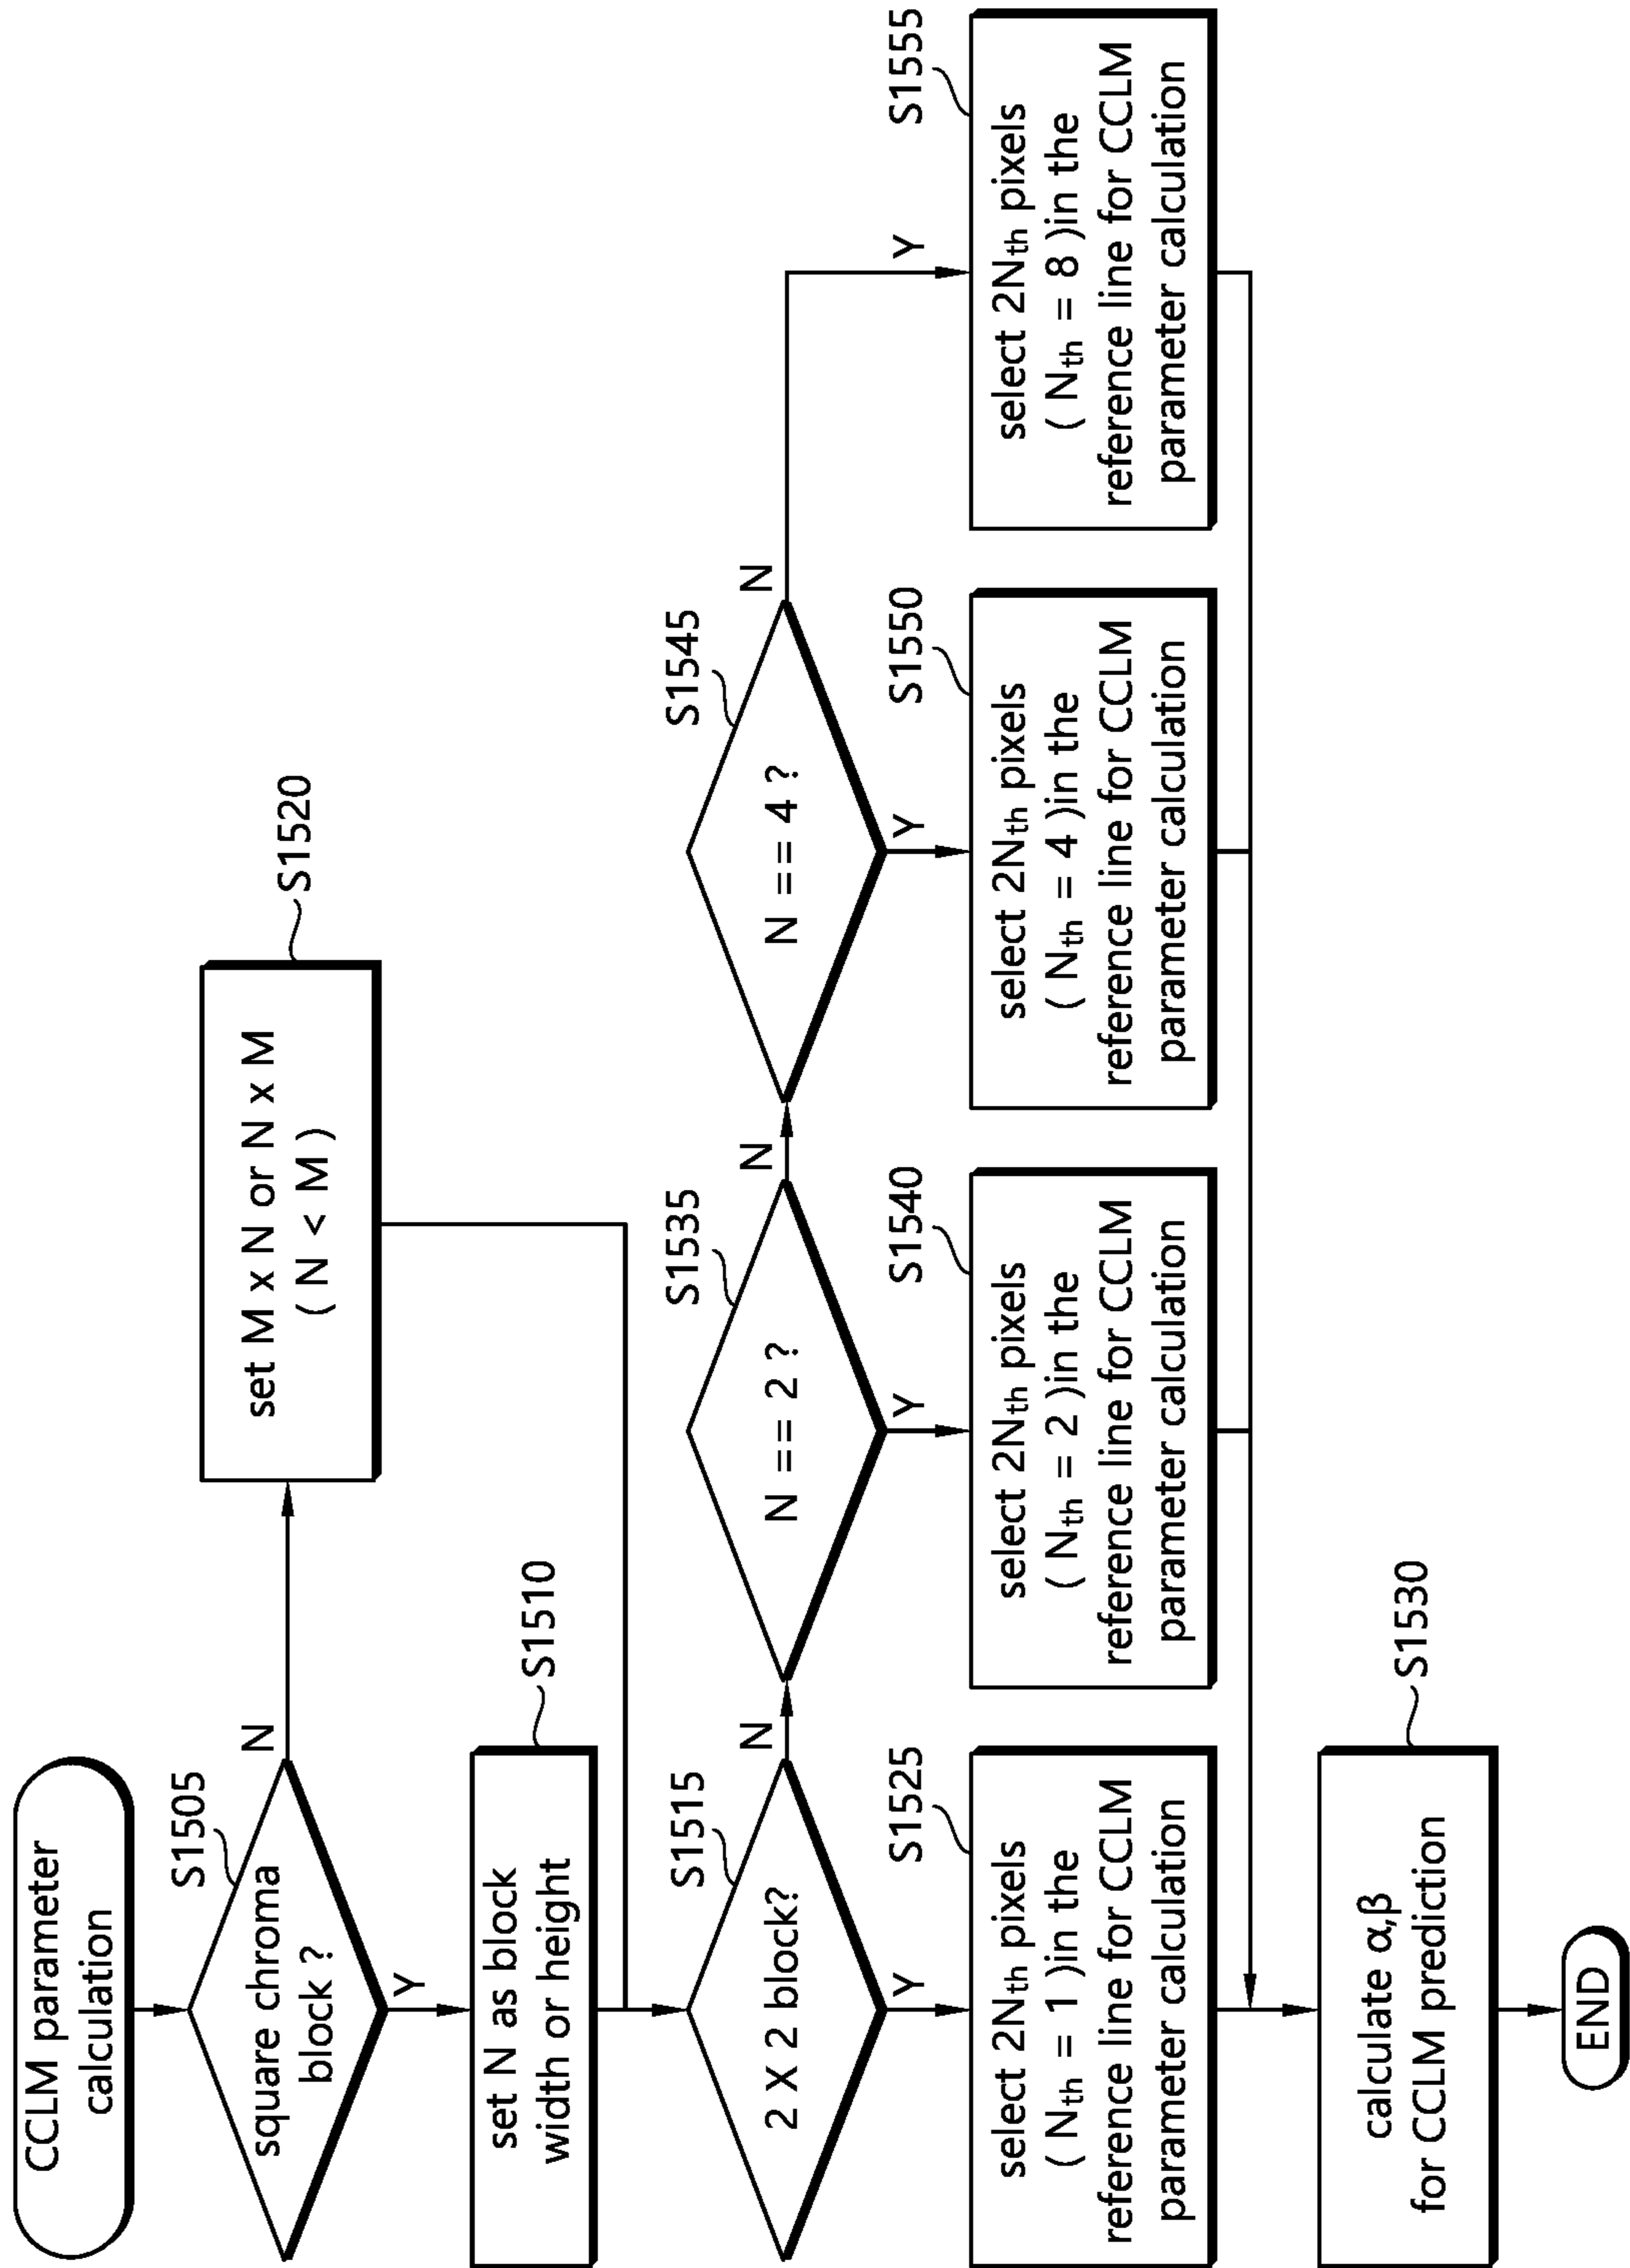 CCLM parameter
calculation
S1505
square chroma
block ?
N
Y
S1510
set N as block
width or height
S1520
set M x N or N x M
( N < M )
S1515
2 X 2 block?
N
Y
S1525
select 2Nth pixels
( Nth = 1 )in the
reference line for CCLM
parameter calculation
S1535
N == 2 ?
N
Y
S1540
select 2Nth pixels
( Nth = 2 )in the
reference line for CCLM
parameter calculation
S1545
N == 4 ?
N
Y
S1550
select 2Nth pixels
( Nth = 4 )in the
reference line for CCLM
parameter calculation
Y
S1555
select 2Nth pixels
( Nth = 8 )in the
reference line for CCLM
parameter calculation
S1530
calculate α,β
for CCLM prediction
END